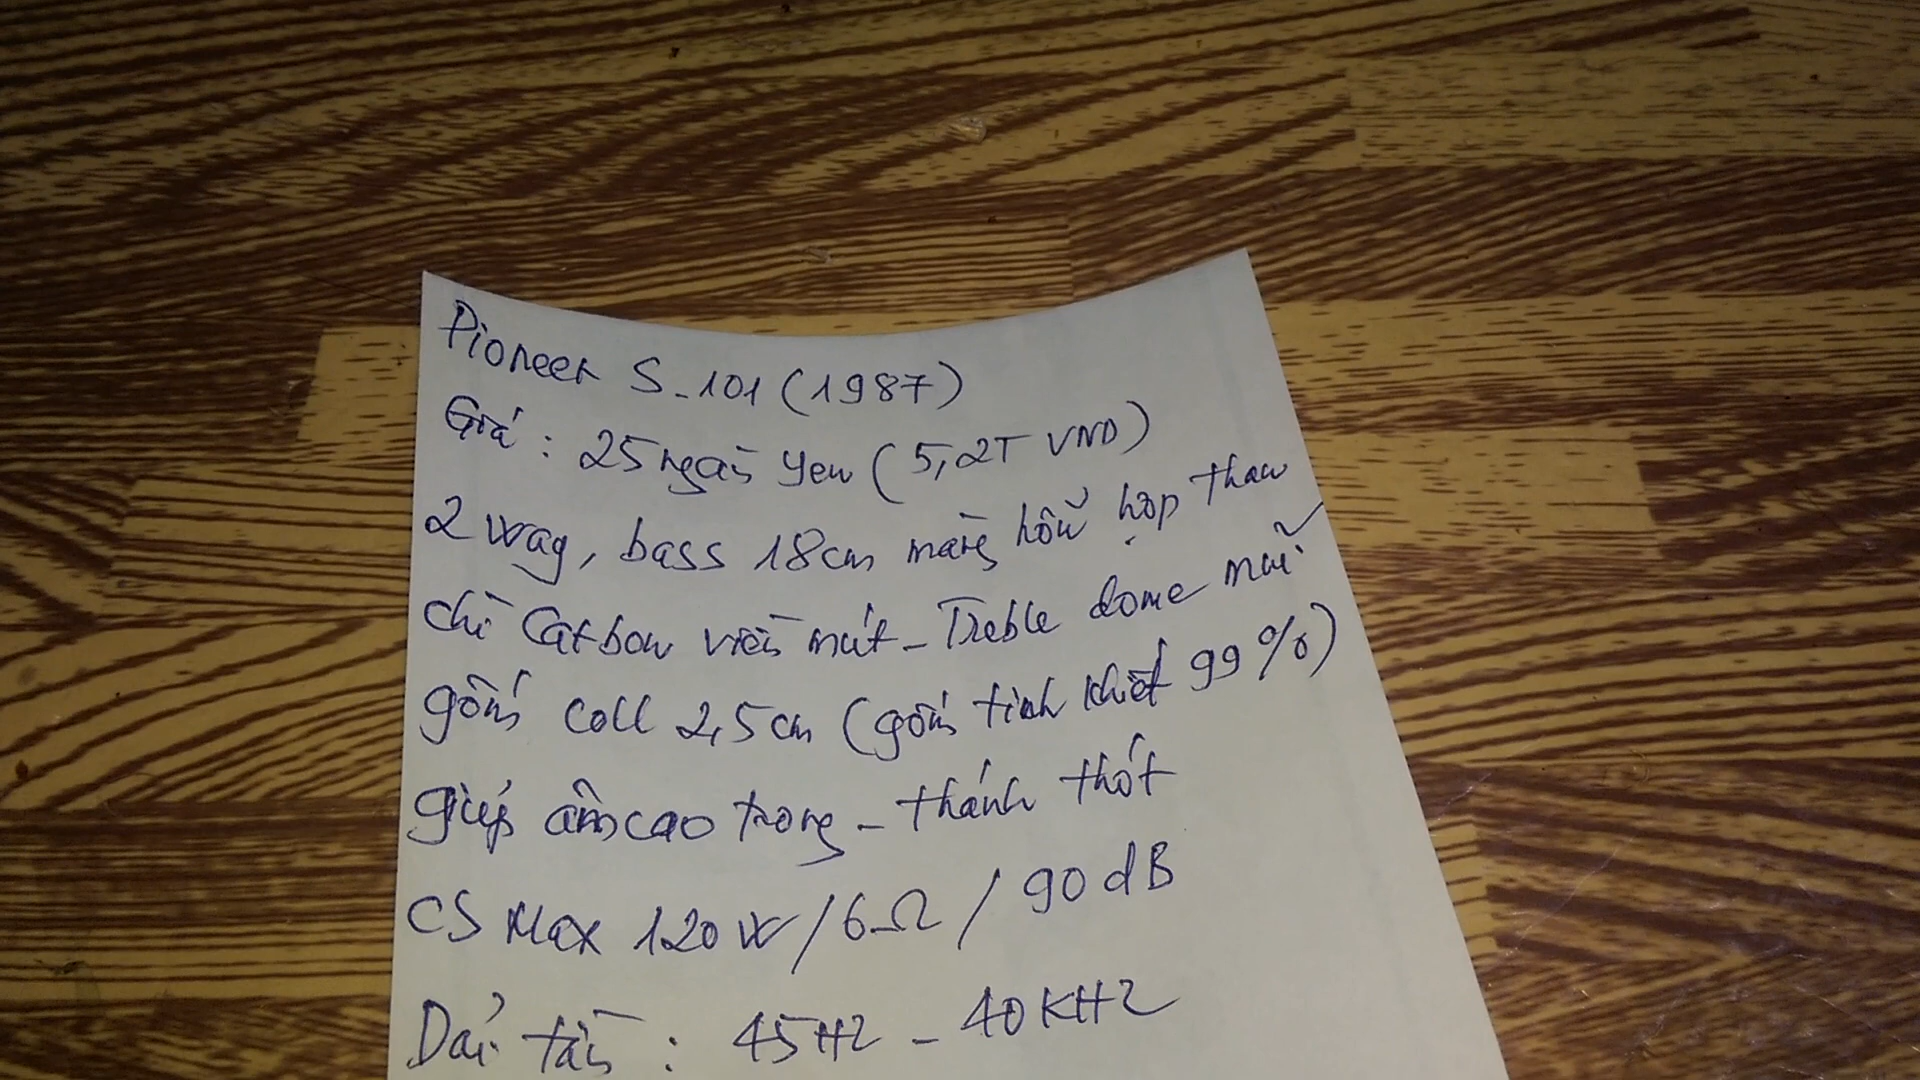 Pioneer S-101 (1987)
Giá : 25 ngàn yen (5,2T VND)
2 way, bass 18cm màng hỗn hợp than
chì Carbon viền mút - Treble dome mũi
gốm coll 2,5cm (gốm tinh khiết 99%)
giúp âm cao trong - thánh thót
CS Max 120W/6Ω/90dB
Dải tần : 45Hz - 40KHz